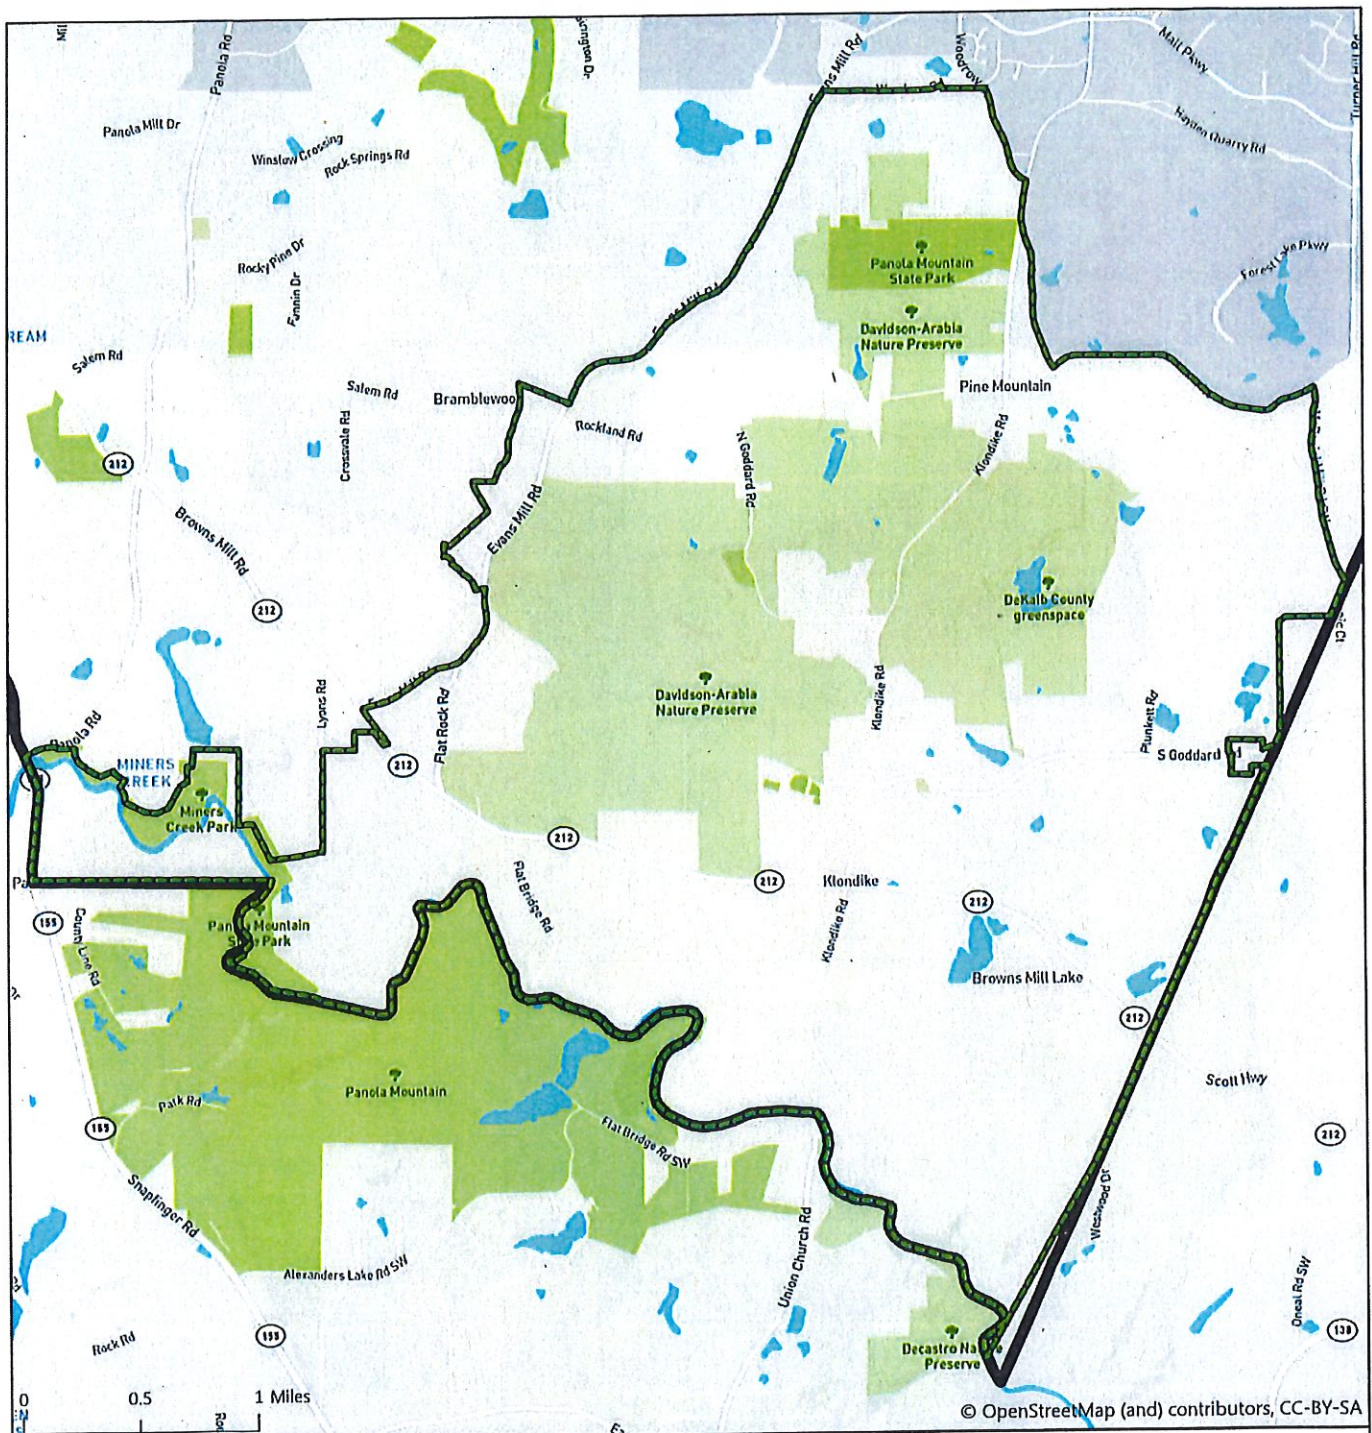 Mil
Panola Rd
Evans Mill Rd
Woodrow
Mall Pkwy
Turner Hill Rd
Panola Mill Dr
Winslow Crossing
Rock Springs Rd
Hayden Quarry Rd
Rocky Pine Dr
Fannin Dr
Panola Mountain
State Park
Forest Lake Pkwy
REAM
Davidson-Arabia
Nature Preserve
Salem Rd
Salem Rd
Bramblewoo
Pine Mountain
Crossvale Rd
Rockland Rd
N Goddard Rd
Klondike Rd
212
Browns Mill Rd
Evans Mill Rd
212
DeKalb County
greenspace
Davidson-Arabia
Nature Preserve
Lyons Rd
Flat Rock Rd
Klondike Rd
Plunkett Rd
Panola Rd
MINERS
CREEK
212
S Goddard
Miners
Creek Park
212
212
Klondike
212
Flat Bridge Rd
Klondike Rd
155
County Line Rd
Panola Mountain
State Park
Browns Mill Lake
212
Panola Mountain
Scott Hwy
Park Rd
155
Flat Bridge Rd SW
212
Snapfinger Rd
Westwood Dr
Union Church Rd
Alexanders Lake Rd SW
Oneal Rd SW
Rock Rd
155
138
Decastro Na e
Preserve
0
0.5
1 Miles
© OpenStreetMap (and) contributors, CC-BY-SA